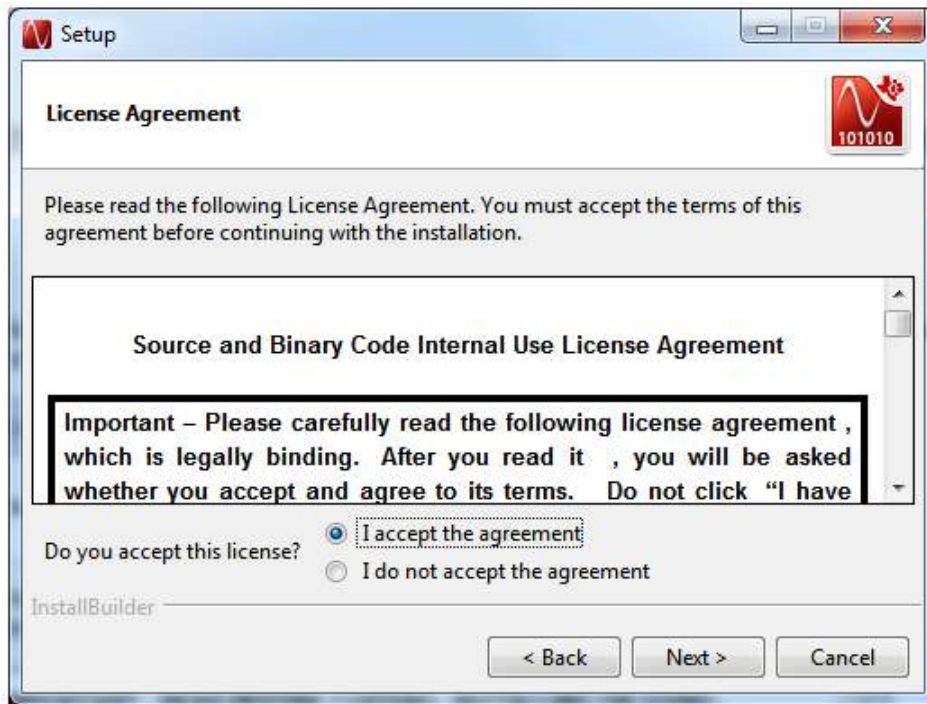 Setup
License Agreement
101010
Please read the following License Agreement. You must accept the terms of this
agreement before continuing with the installation.
Source and Binary Code Internal Use License Agreement
Important – Please carefully read the following license agreement ,
which is legally binding. After you read it , you will be asked
whether you accept and agree to its terms. Do not click “I have
Do you accept this license?
I accept the agreement
I do not accept the agreement
InstallBuilder
< Back Next > Cancel